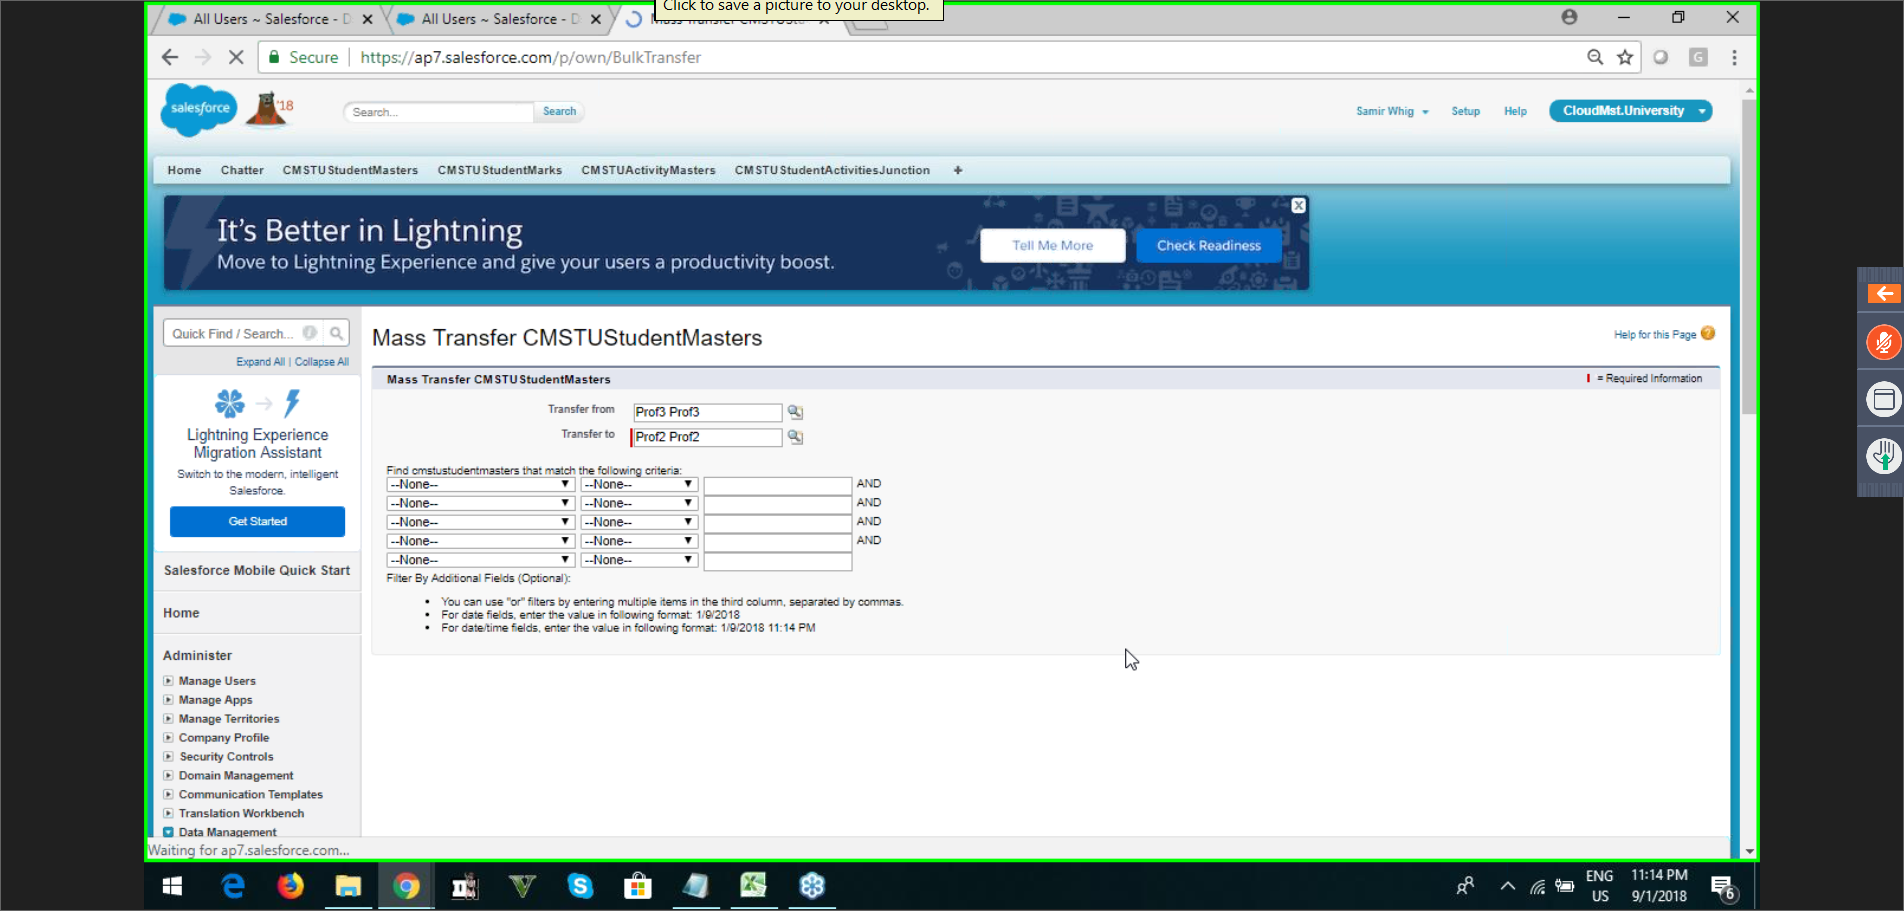 Click to save a picture to your desktop.
All Users ~ Salesforce - D
All Users ~ Salesforce - D
Secure
https://ap7.salesforce.com/p/own/BulkTransfer
G
salesforce
'18
Search...
Search
Samir Whig
Setup
Help
CloudMst.University
Home
Chatter
CMSTUStudentMasters
CMSTUStudentMarks
CMSTUActivityMasters
CMSTUStudentActivitiesJunction
+
It's Better in Lightning
Move to Lightning Experience and give your users a productivity boost.
Tell Me More
Check Readiness
Quick Find / Search...
Expand All | Collapse All
Lightning Experience
Migration Assistant
Switch to the modern, intelligent
Salesforce.
Get Started
Salesforce Mobile Quick Start
Home
Administer
Manage Users
Manage Apps
Manage Territories
Company Profile
Security Controls
Domain Management
Communication Templates
Translation Workbench
Data Management
Mass Transfer CMSTUStudentMasters
Help for this Page
Mass Transfer CMSTUStudentMasters
= Required Information
Transfer from
Prof3 Prof3
Transfer to
Prof2 Prof2
Find cmstustudentmasters that match the following criteria:
--None-- --None-- AND
--None-- --None-- AND
--None-- --None-- AND
--None-- --None-- AND
--None-- --None--
Filter By Additional Fields (Optional):
• You can use "or" filters by entering multiple items in the third column, separated by commas.
• For date fields, enter the value in following format: 1/9/2018
• For date/time fields, enter the value in following format: 1/9/2018 11:14 PM
Waiting for ap7.salesforce.com...
ENG
US
11:14 PM
9/1/2018
6